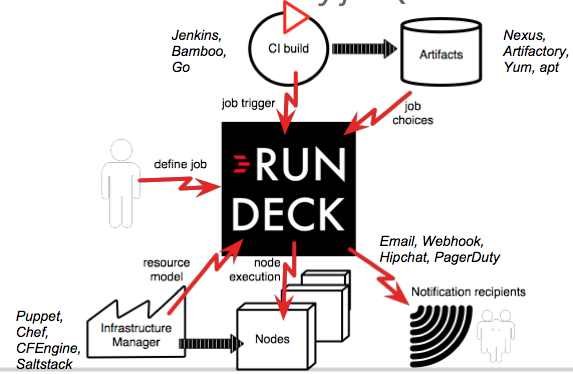 Jenkins,
Bamboo,
Go
CI build
Artifacts
Nexus,
Artifactory,
Yum, apt
job trigger
job
choices
define job
RUN
DECK
resource
model
node
execution
Email, Webhook,
Hipchat, PagerDuty
Notification recipients
Puppet,
Chef,
CFEngine,
Saltstack
Infrastructure
Manager
Nodes